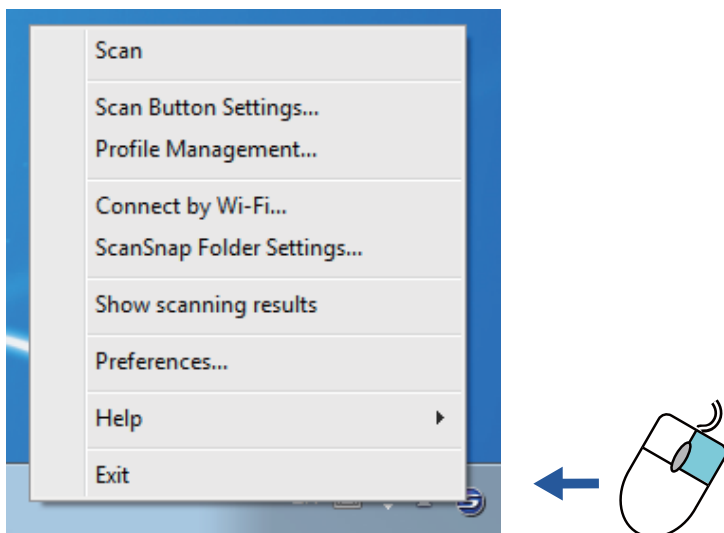 Scan
Scan Button Settings...
Profile Management...
Connect by Wi-Fi...
ScanSnap Folder Settings...
Show scanning results
Preferences...
Help
Exit